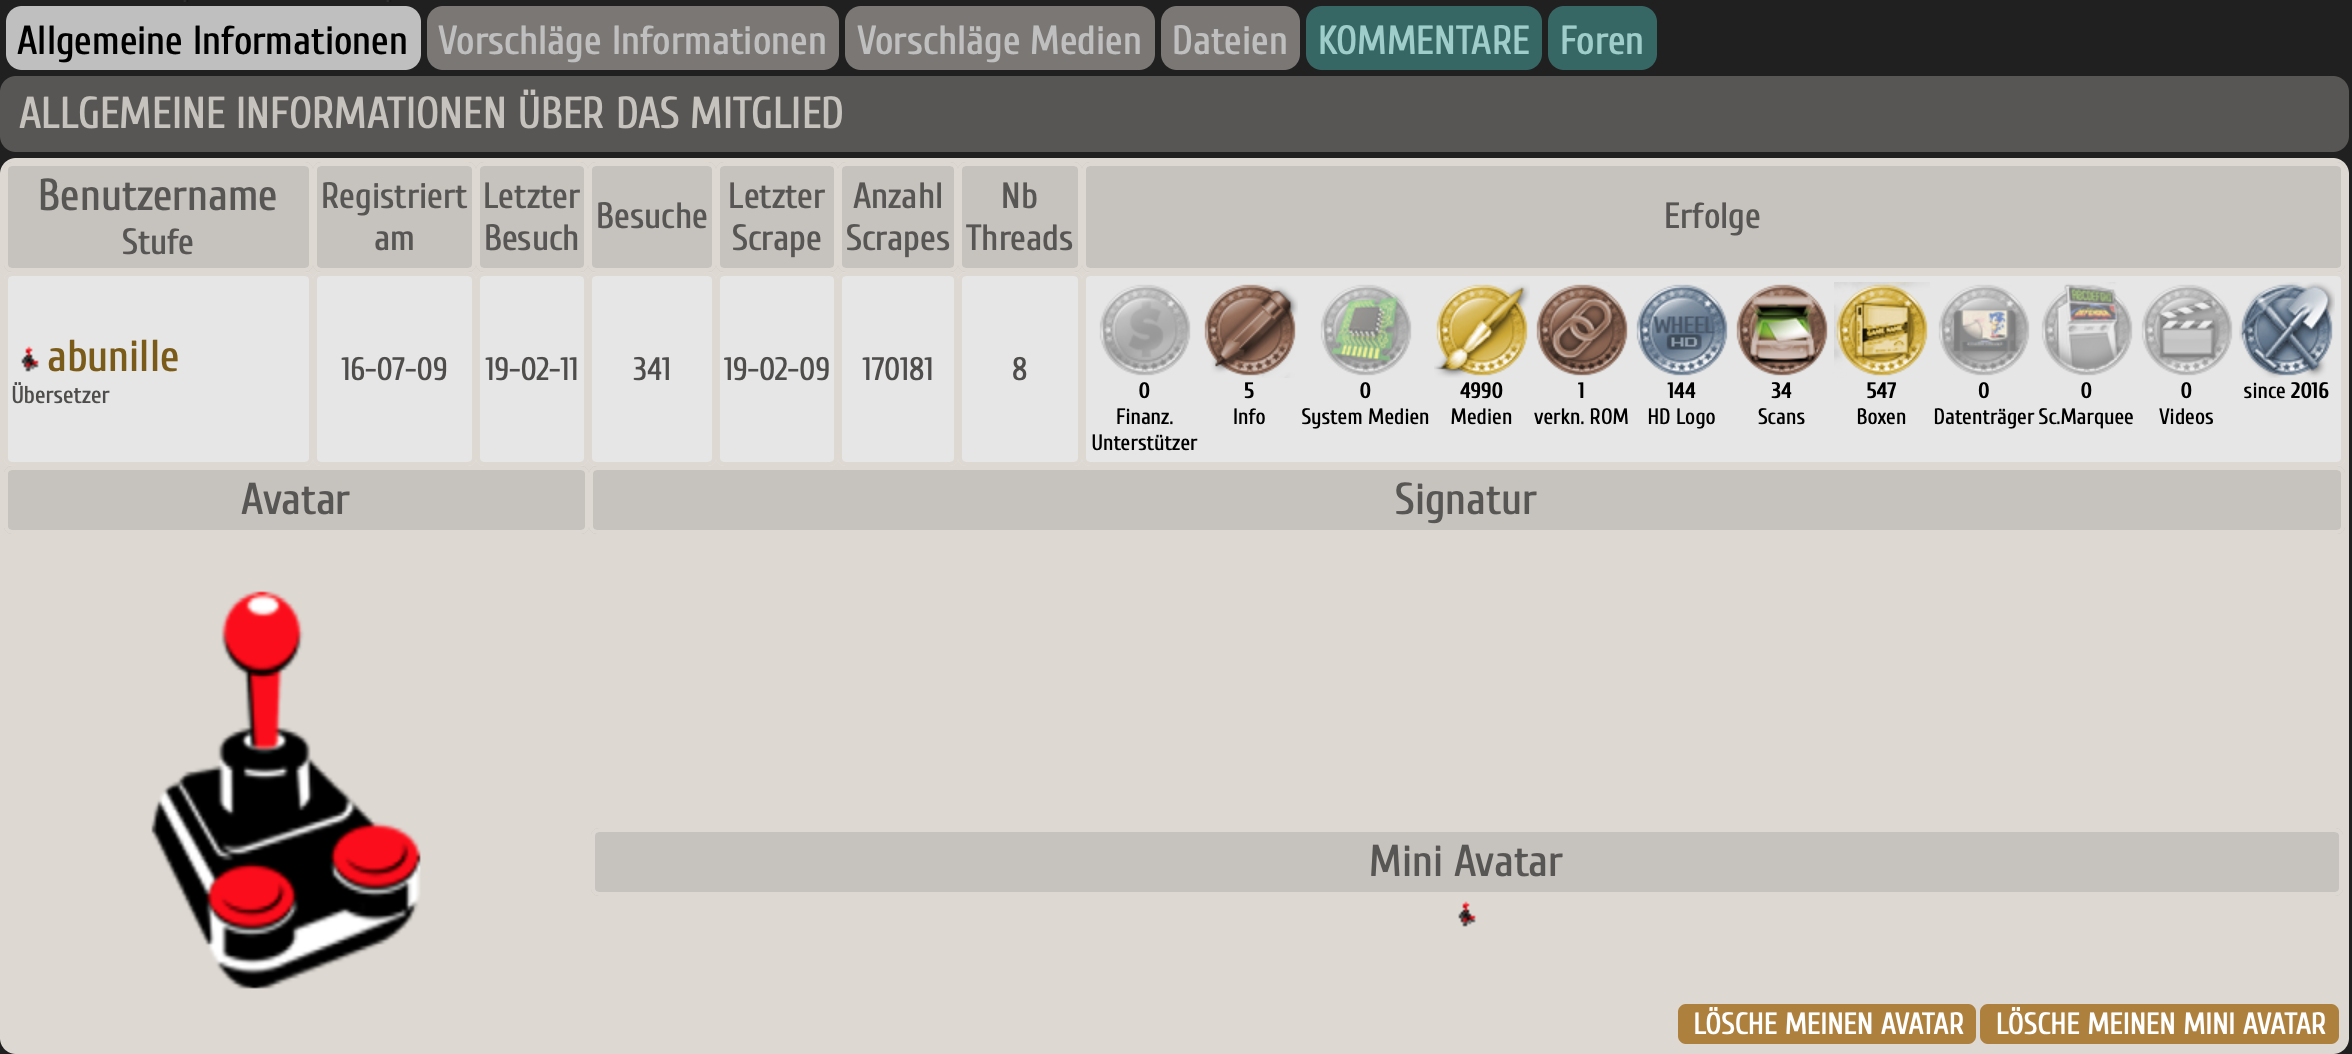 Allgemeine Informationen Vorschläge Informationen Vorschläge Medien Dateien KOMMENTARE Foren
ALLGEMEINE INFORMATIONEN ÜBER DAS MITGLIED
Benutzername
Stufe
Registriert
am
Letzter
Besuch
Besuche
Letzter
Scrape
Anzahl
Scrapes
Nb
Threads
Erfolge
abunille
Übersetzer
16-07-09
19-02-11
341
19-02-09
170181
8
0
Finanz.
Unterstützer
5
Info
0
System Medien
4990
Medien
1
verkn. ROM
WHEEL
HD
144
HD Logo
34
Scans
GAME NAME
547
Boxen
0
Datenträger
0
Sc.Marquee
0
Videos
since 2016
Avatar
Signatur
Mini Avatar
LÖSCHE MEINEN AVATAR
LÖSCHE MEINEN MINI AVATAR